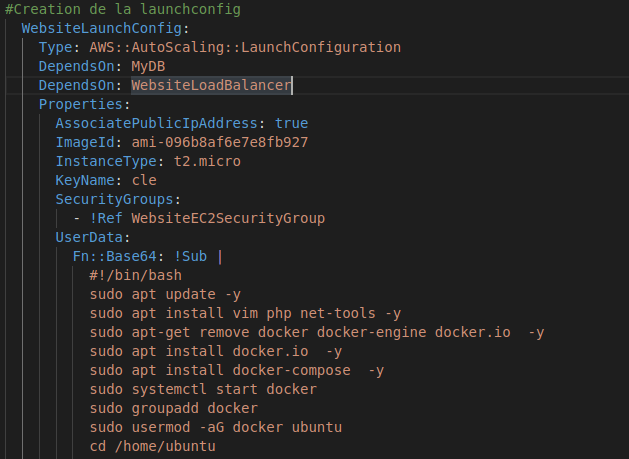 #Creation de la launchconfig
WebsiteLaunchConfig:
Type: AWS::AutoScaling::LaunchConfiguration
DependsOn: MyDB
DependsOn: WebsiteLoadBalancer
Properties:
AssociatePublicIpAddress: true
ImageId: ami-096b8af6e7e8fb927
InstanceType: t2.micro
KeyName: cle
SecurityGroups:
- !Ref WebsiteEC2SecurityGroup
UserData:
Fn::Base64: !Sub |
#!/bin/bash
sudo apt update -y
sudo apt install vim php net-tools -y
sudo apt-get remove docker docker-engine docker.io  -y
sudo apt install docker.io  -y
sudo apt install docker-compose  -y
sudo systemctl start docker
sudo groupadd docker
sudo usermod -aG docker ubuntu
cd /home/ubuntu